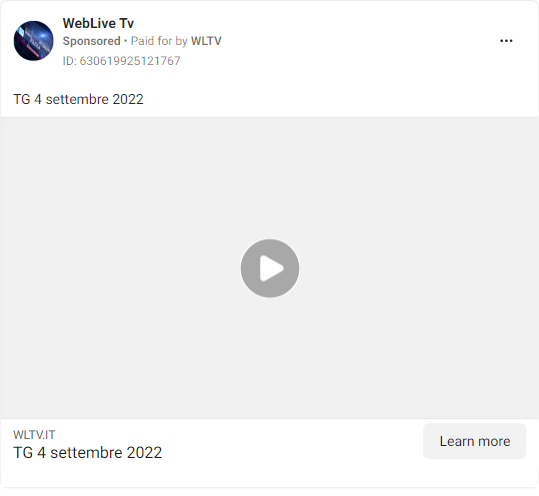 WebLive Tv
Sponsored • Paid for by WLTV
ID: 630619925121767
TG 4 settembre 2022
WLTV.IT
TG 4 settembre 2022
Learn more